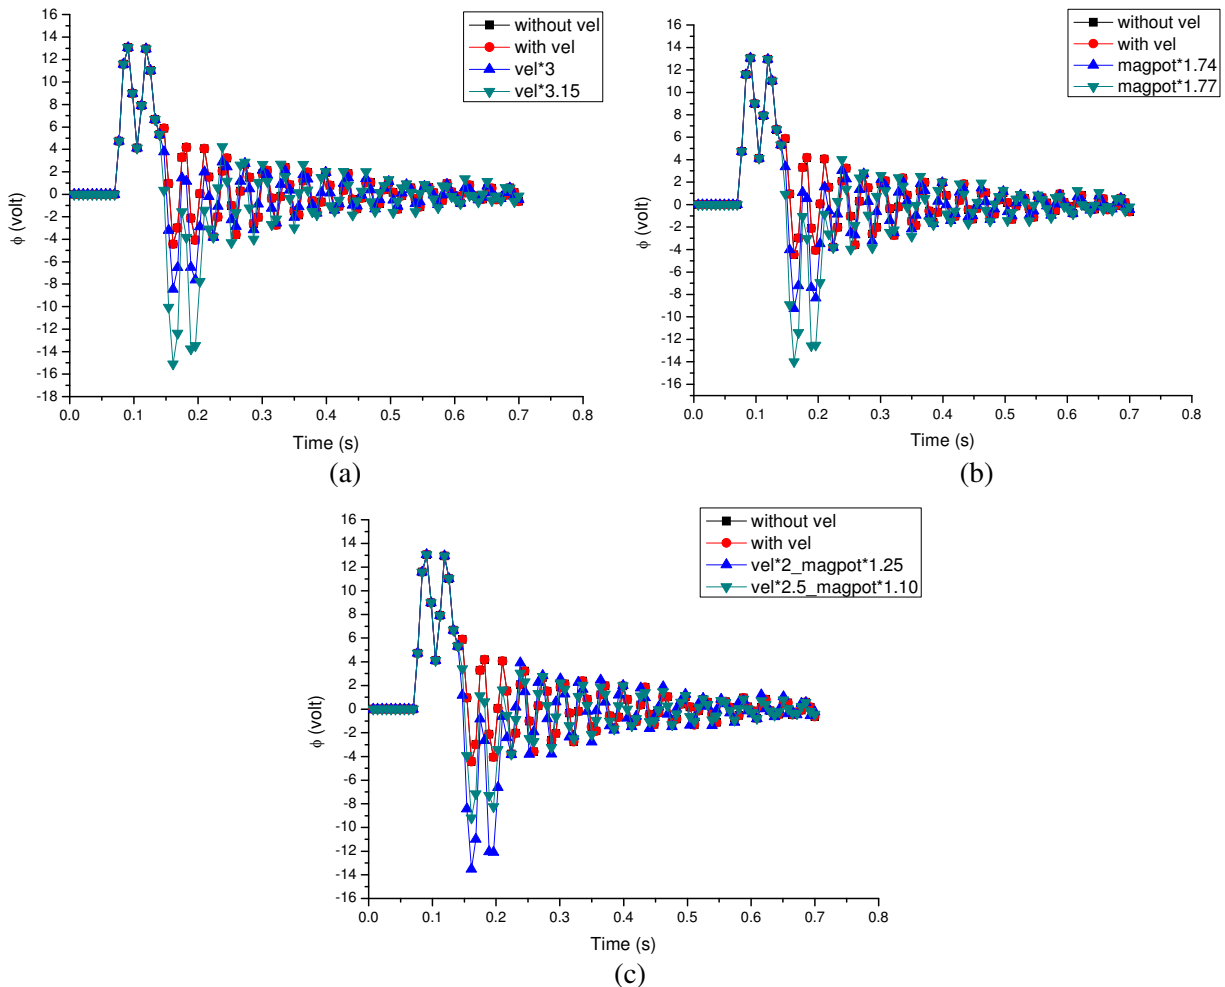 16
14
12
10
8
6
4
2
0
-2
-4
-6
-8
-10
-12
-14
-16
-18
ϕ (volt)
0.0 0.1 0.2 0.3 0.4 0.5 0.6 0.7 0.8
Time (s)
without vel
with vel
vel*3
vel*3.15
(a)
16
14
12
10
8
6
4
2
0
-2
-4
-6
-8
-10
-12
-14
-16
ϕ (volt)
0.0 0.1 0.2 0.3 0.4 0.5 0.6 0.7 0.8
Time (s)
without vel
with vel
magpot*1.74
magpot*1.77
(b)
16
14
12
10
8
6
4
2
0
-2
-4
-6
-8
-10
-12
-14
-16
ϕ (volt)
0.0 0.1 0.2 0.3 0.4 0.5 0.6 0.7 0.8
Time (s)
without vel
with vel
vel*2_magpot*1.25
vel*2.5_magpot*1.10
(c)